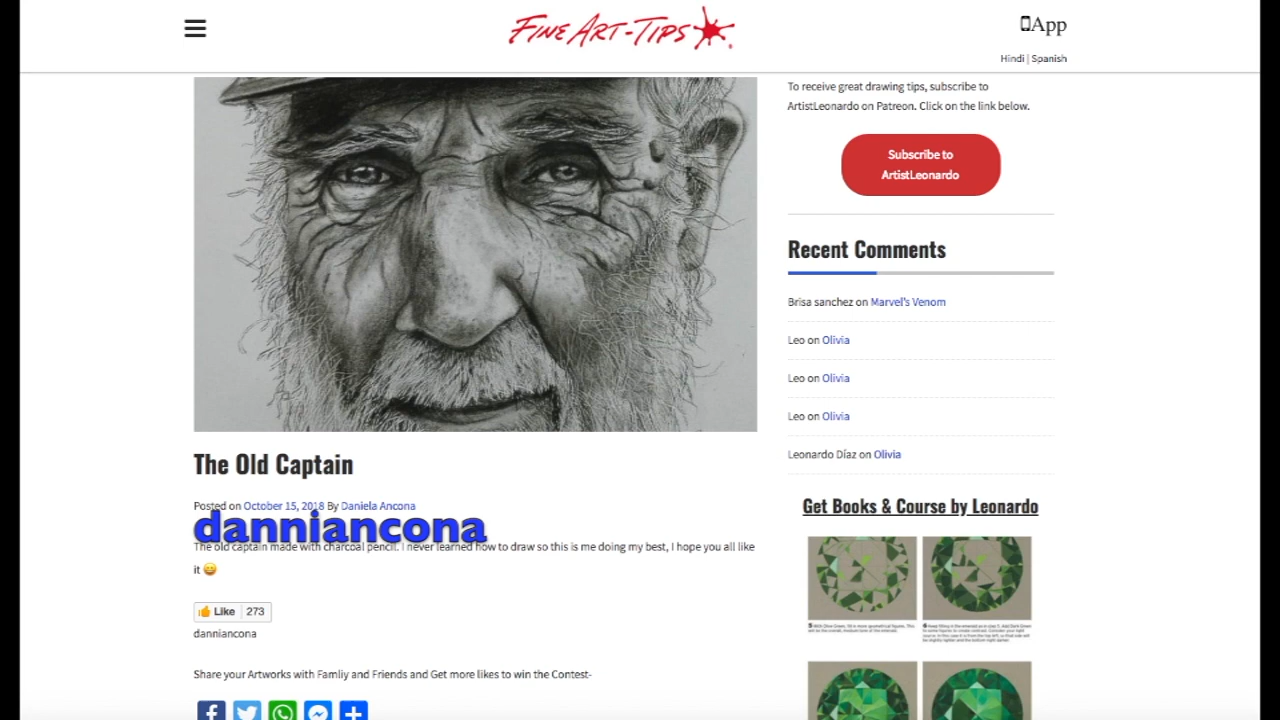 FINE ART-TIPS
App
Hindi | Spanish
To receive great drawing tips, subscribe to
ArtistLeonardo on Patreon. Click on the link below.
Subscribe to
ArtistLeonardo
Recent Comments
Brisa sanchez on Marvel's Venom
Leo on Olivia
Leo on Olivia
Leo on Olivia
Leonardo Díaz on Olivia
The Old Captain
Posted on October 15, 2018 By Daniela Ancona
danniancona
The old captain made with charcoal pencil. I never learned how to draw so this is me doing my best, I hope you all like
it 😄
Like 273
danniancona
Share your Artworks with Famliy and Friends and Get more likes to win the Contest-
Get Books & Course by Leonardo